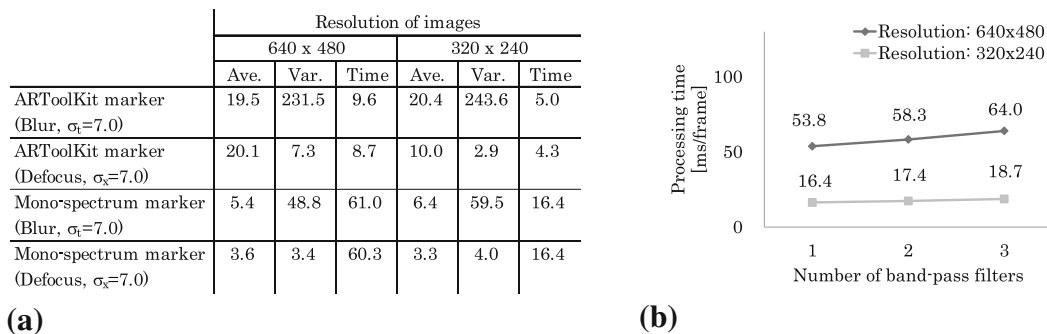 Resolution of images
640 x 480 320 x 240
Ave. Var. Time Ave. Var. Time
ARToolKit marker 19.5 231.5 9.6 20.4 243.6 5.0
(Blur, σt=7.0)
ARToolKit marker 20.1 7.3 8.7 10.0 2.9 4.3
(Defocus, σx=7.0)
Mono-spectrum marker 5.4 48.8 61.0 6.4 59.5 16.4
(Blur, σt=7.0)
Mono-spectrum marker 3.6 3.4 60.3 3.3 4.0 16.4
(Defocus, σx=7.0)
(a)
Resolution: 640x480
Resolution: 320x240
Processing time
[ms/frame]
100
50
0
53.8 58.3 64.0
16.4 17.4 18.7
1 2 3
Number of band-pass filters
(b)